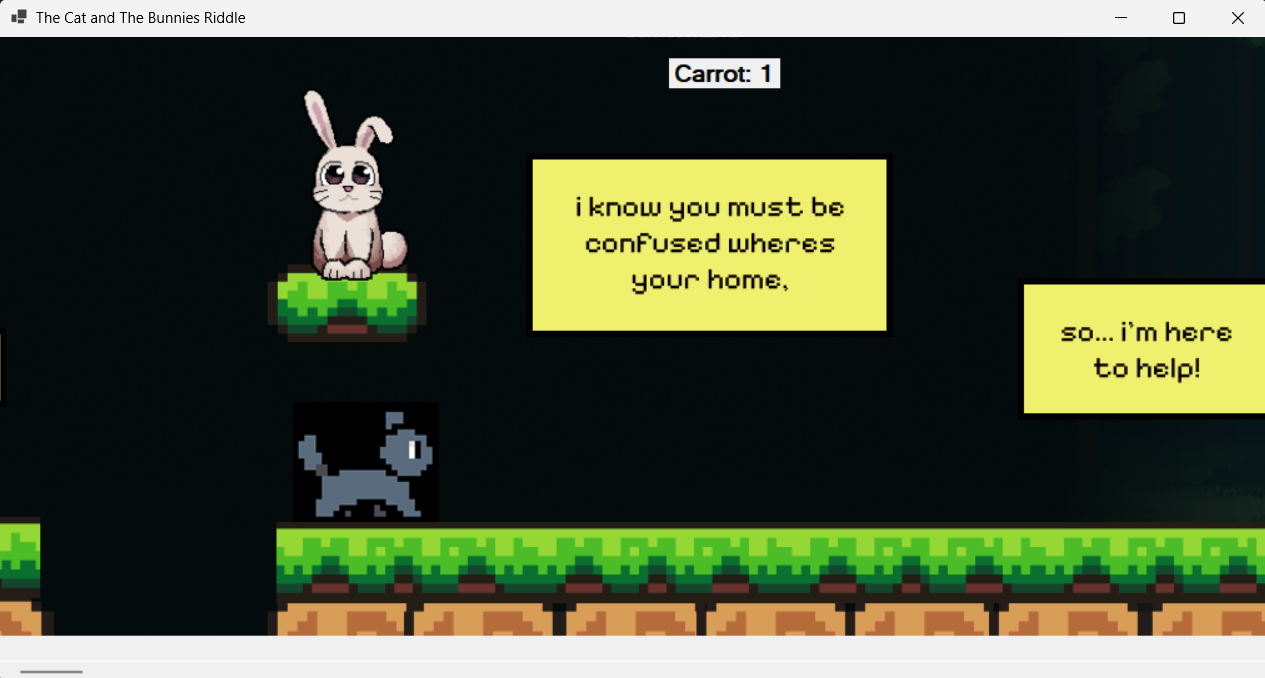 The Cat and The Bunnies Riddle
Carrot: 1
i know you must be
confused wheres
your home,
so... i'm here
to help!